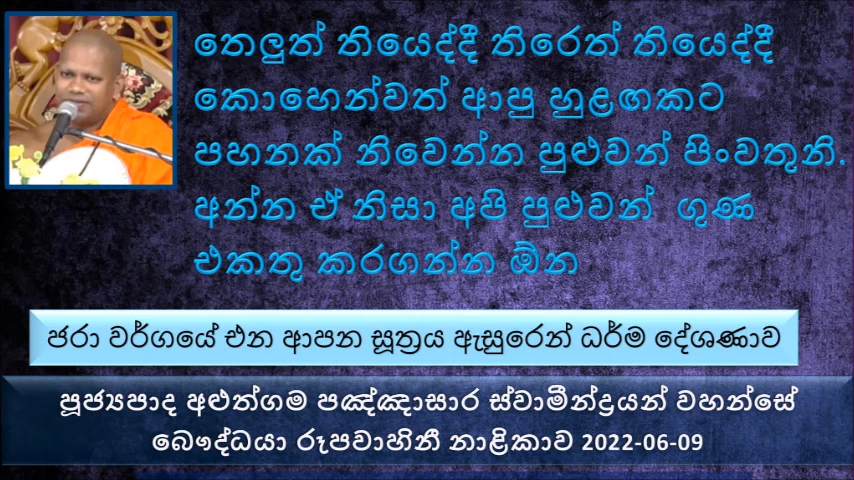 තෙලුත් තියෙද්දී තිරෙත් තියෙද්දී
කොහෙන්වත් ආපු හුළඟකට
පහනක් නිවෙන්න පුළුවන් පිංවතුනි.
අන්න ඒ නිසා අපි පුළුවන් ගුණ
එකතු කරගන්න ඕන
ජරා වර්ගයේ එන ආපන සූත්‍රය ඇසුරෙන් ධර්ම දේශණාව
පූජ්‍යපාද අළුත්ගම පඤ්ඤාසාර ස්වාමීන්ද්‍රයන් වහන්සේ
බෞද්ධයා රූපවාහිනී නාළිකාව 2022-06-09